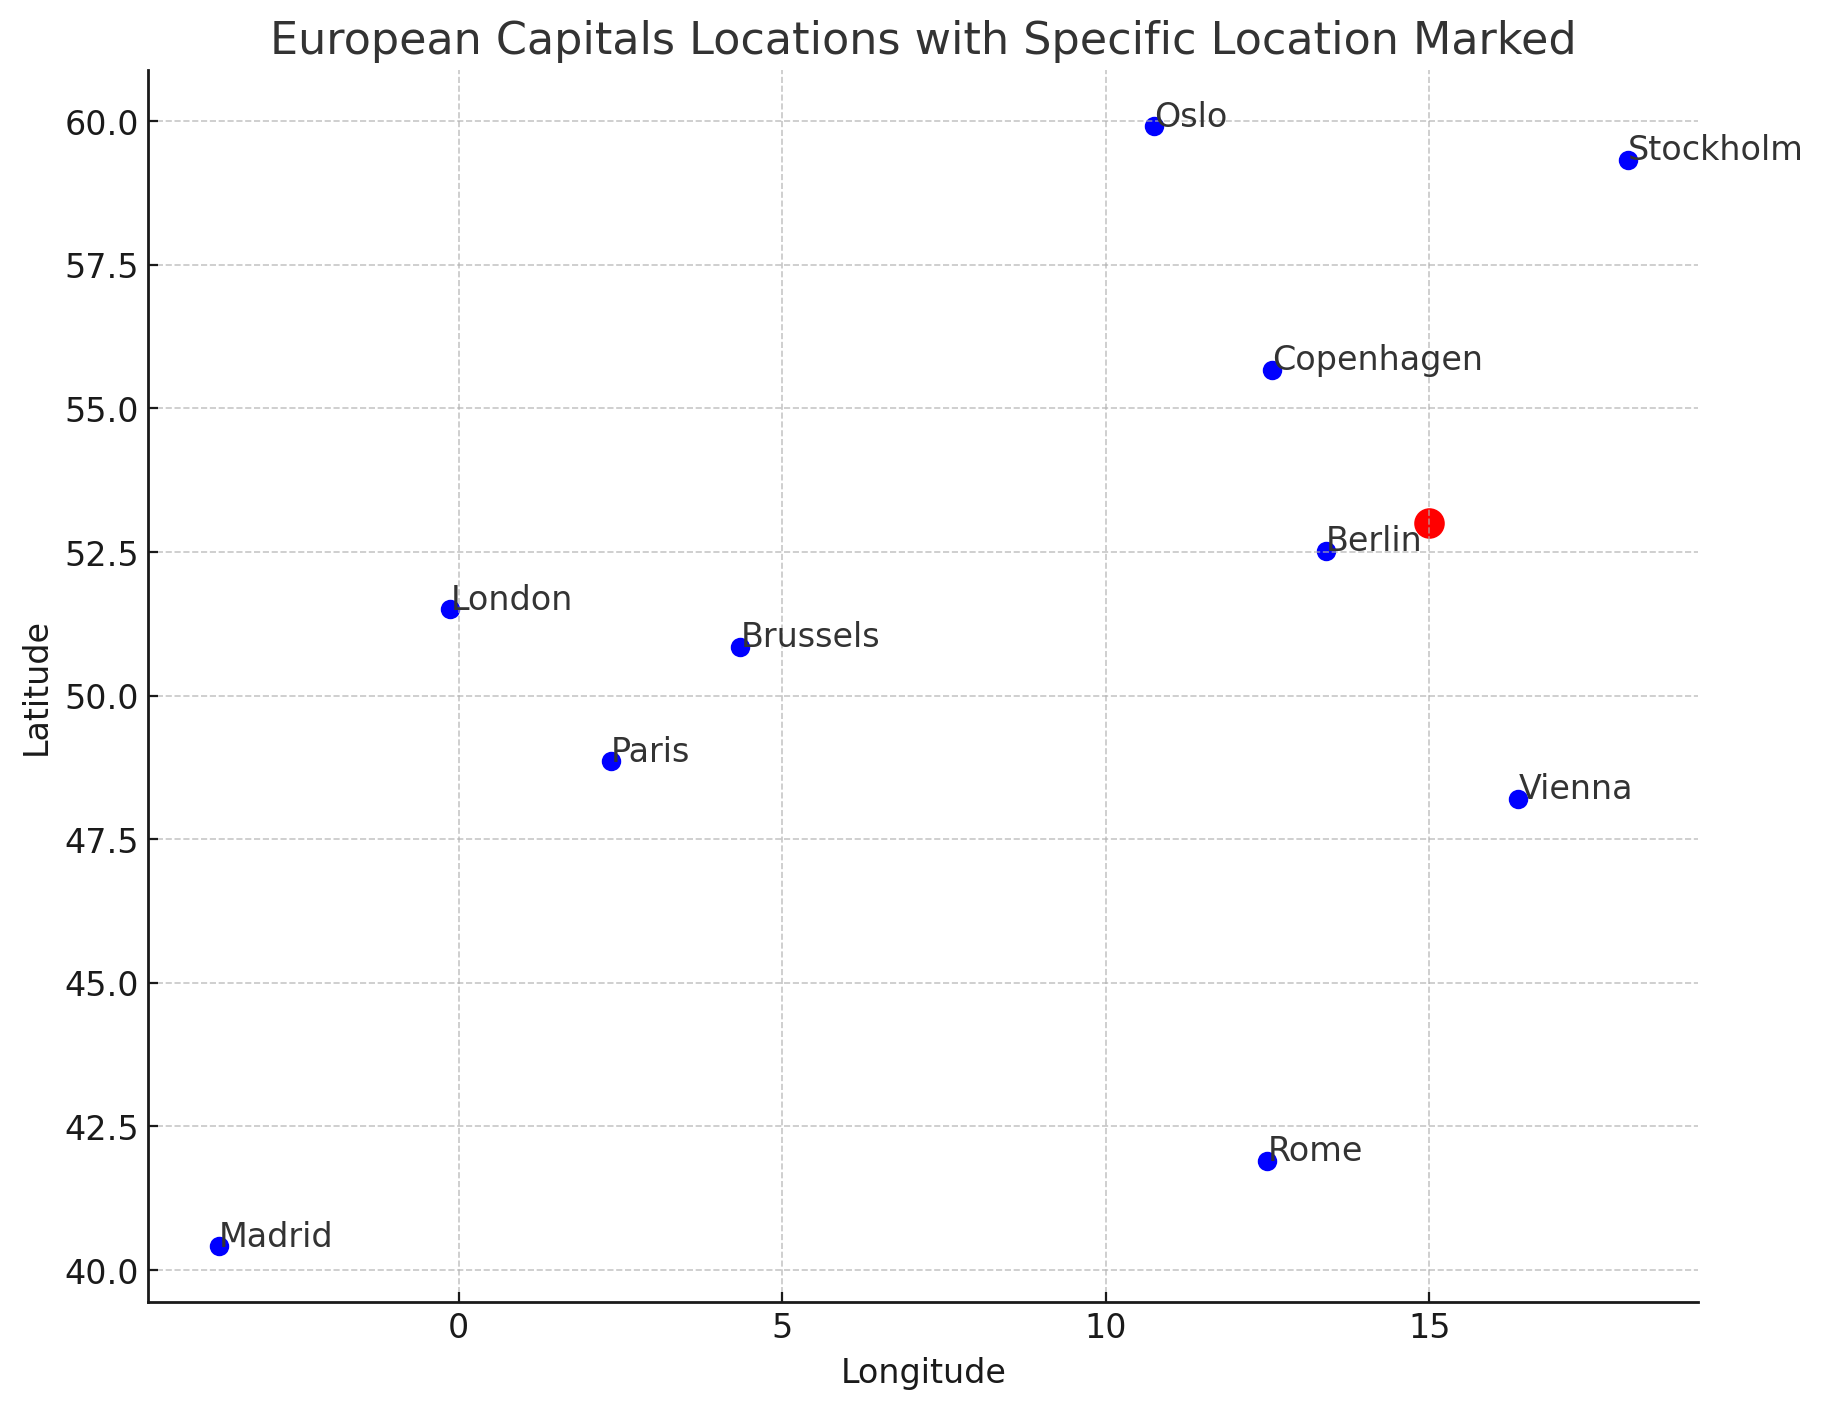 European Capitals Locations with Specific Location Marked
60.0
57.5
55.0
52.5
50.0
47.5
45.0
42.5
40.0
Latitude
Oslo
Stockholm
Copenhagen
Berlin
London
Brussels
Paris
Vienna
Rome
Madrid
0 5 10 15
Longitude